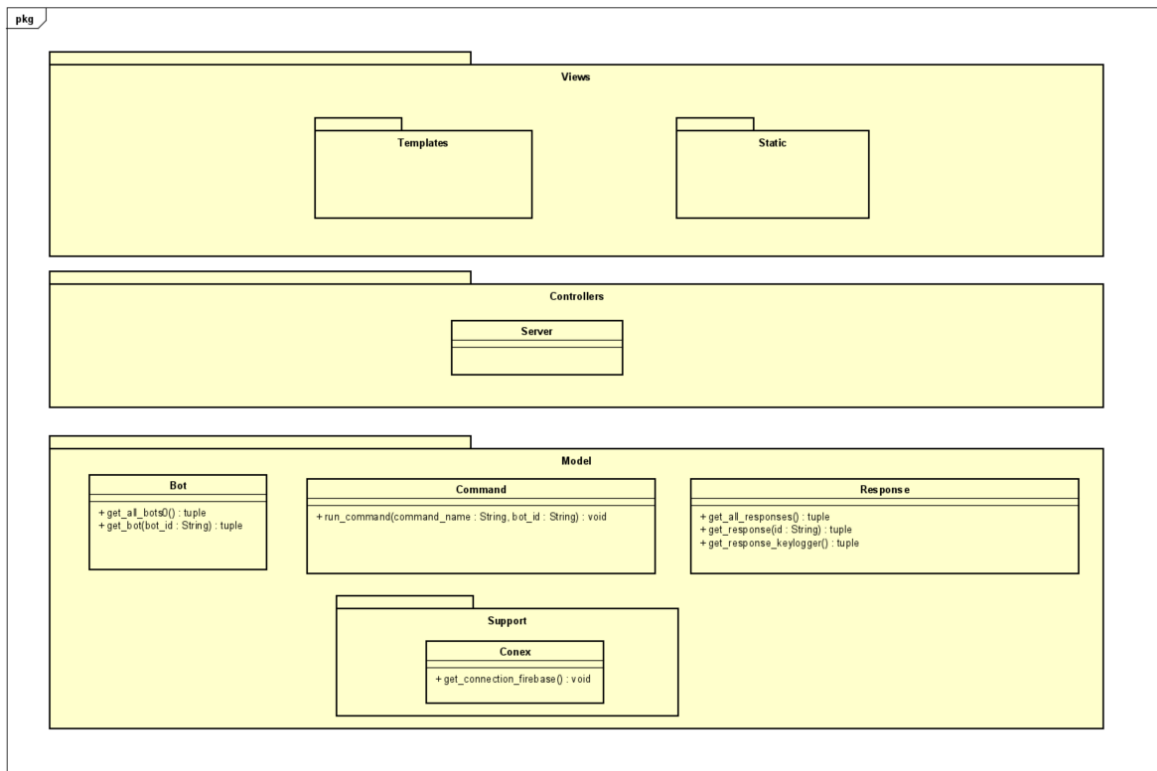 pkg
Views
Templates
Static
Controllers
Server
Model
Bot
+ get_all_bots0() : tuple
+ get_bot(bot_id : String) : tuple
Command
+ run_command(command_name : String, bot_id : String) : void
Response
+ get_all_responses() : tuple
+ get_response(id : String) : tuple
+ get_response_keylogger() : tuple
Support
Conex
+ get_connection_firebase() : void